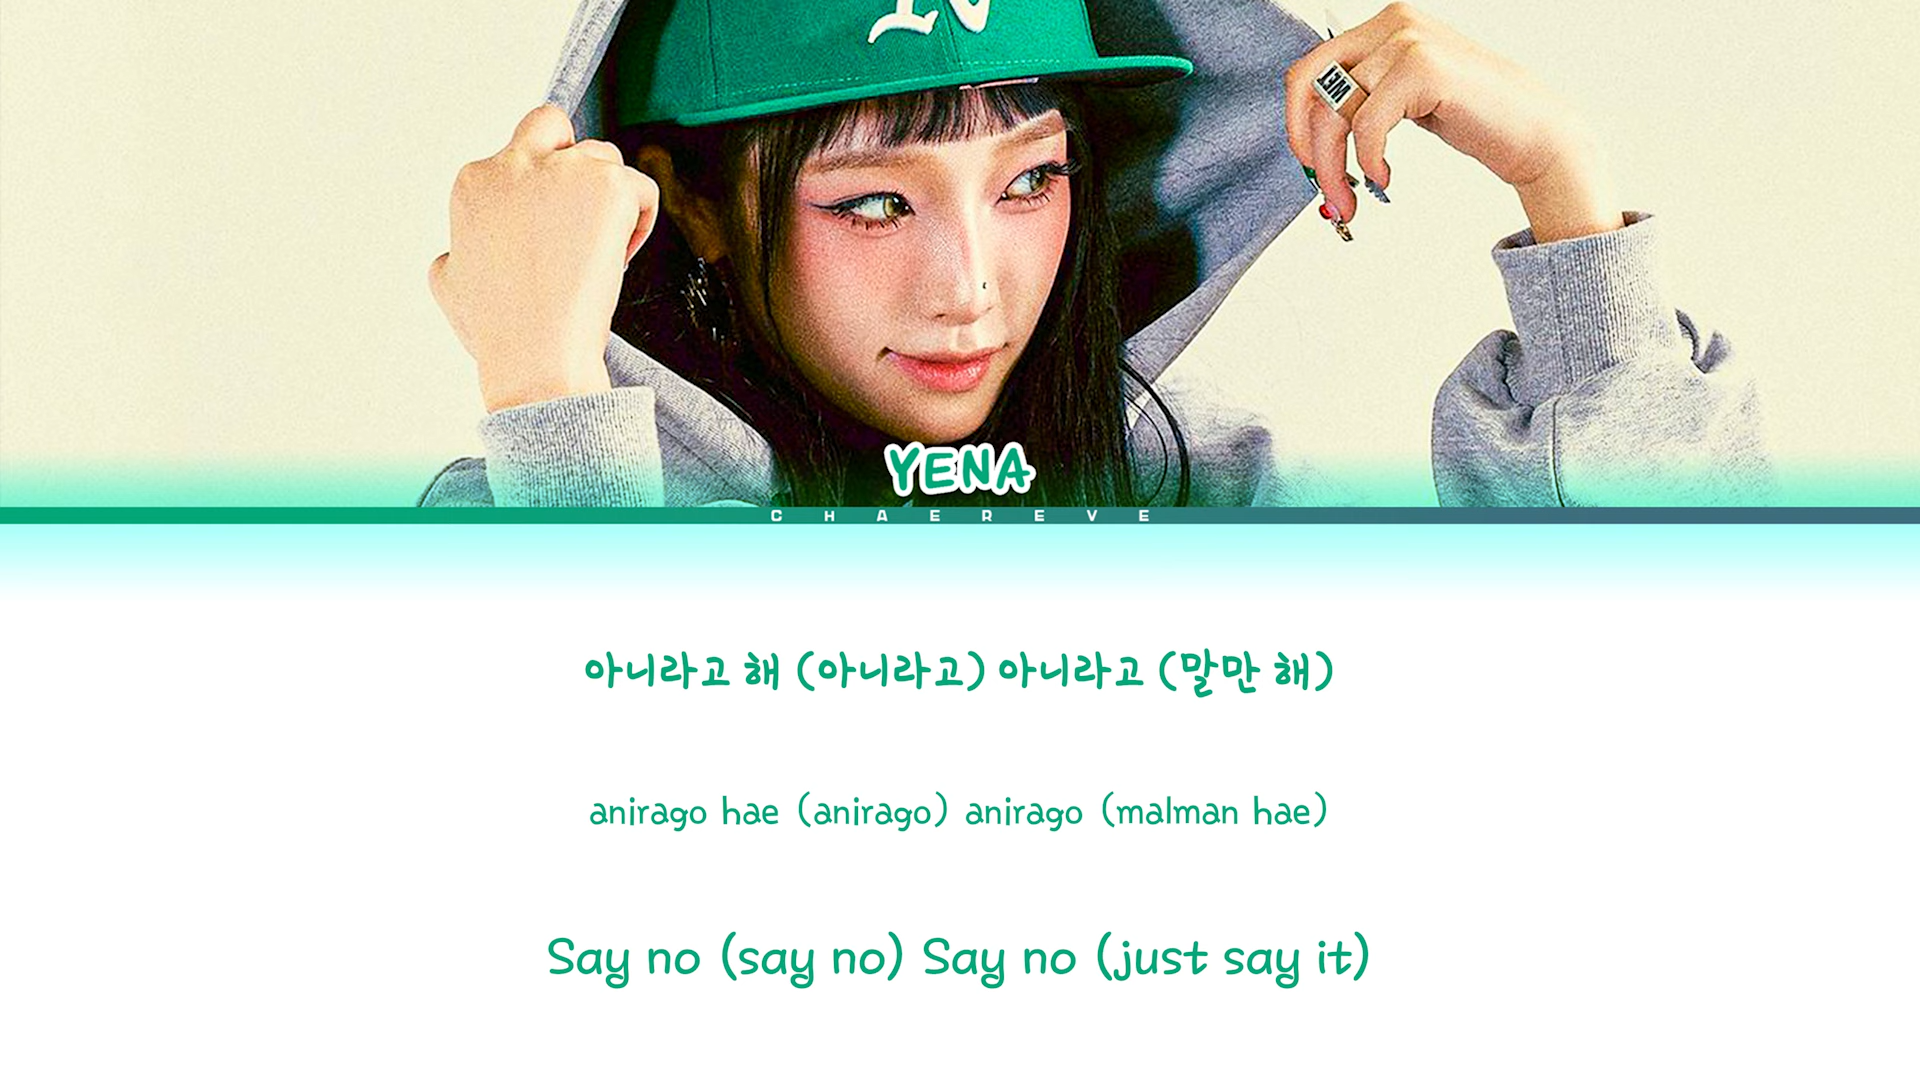 YENA
CHAEREVE
아니라고 해 (아니라고) 아니라고 (말만 해)
anirago hae (anirago) anirago (malman hae)
Say no (say no) Say no (just say it)